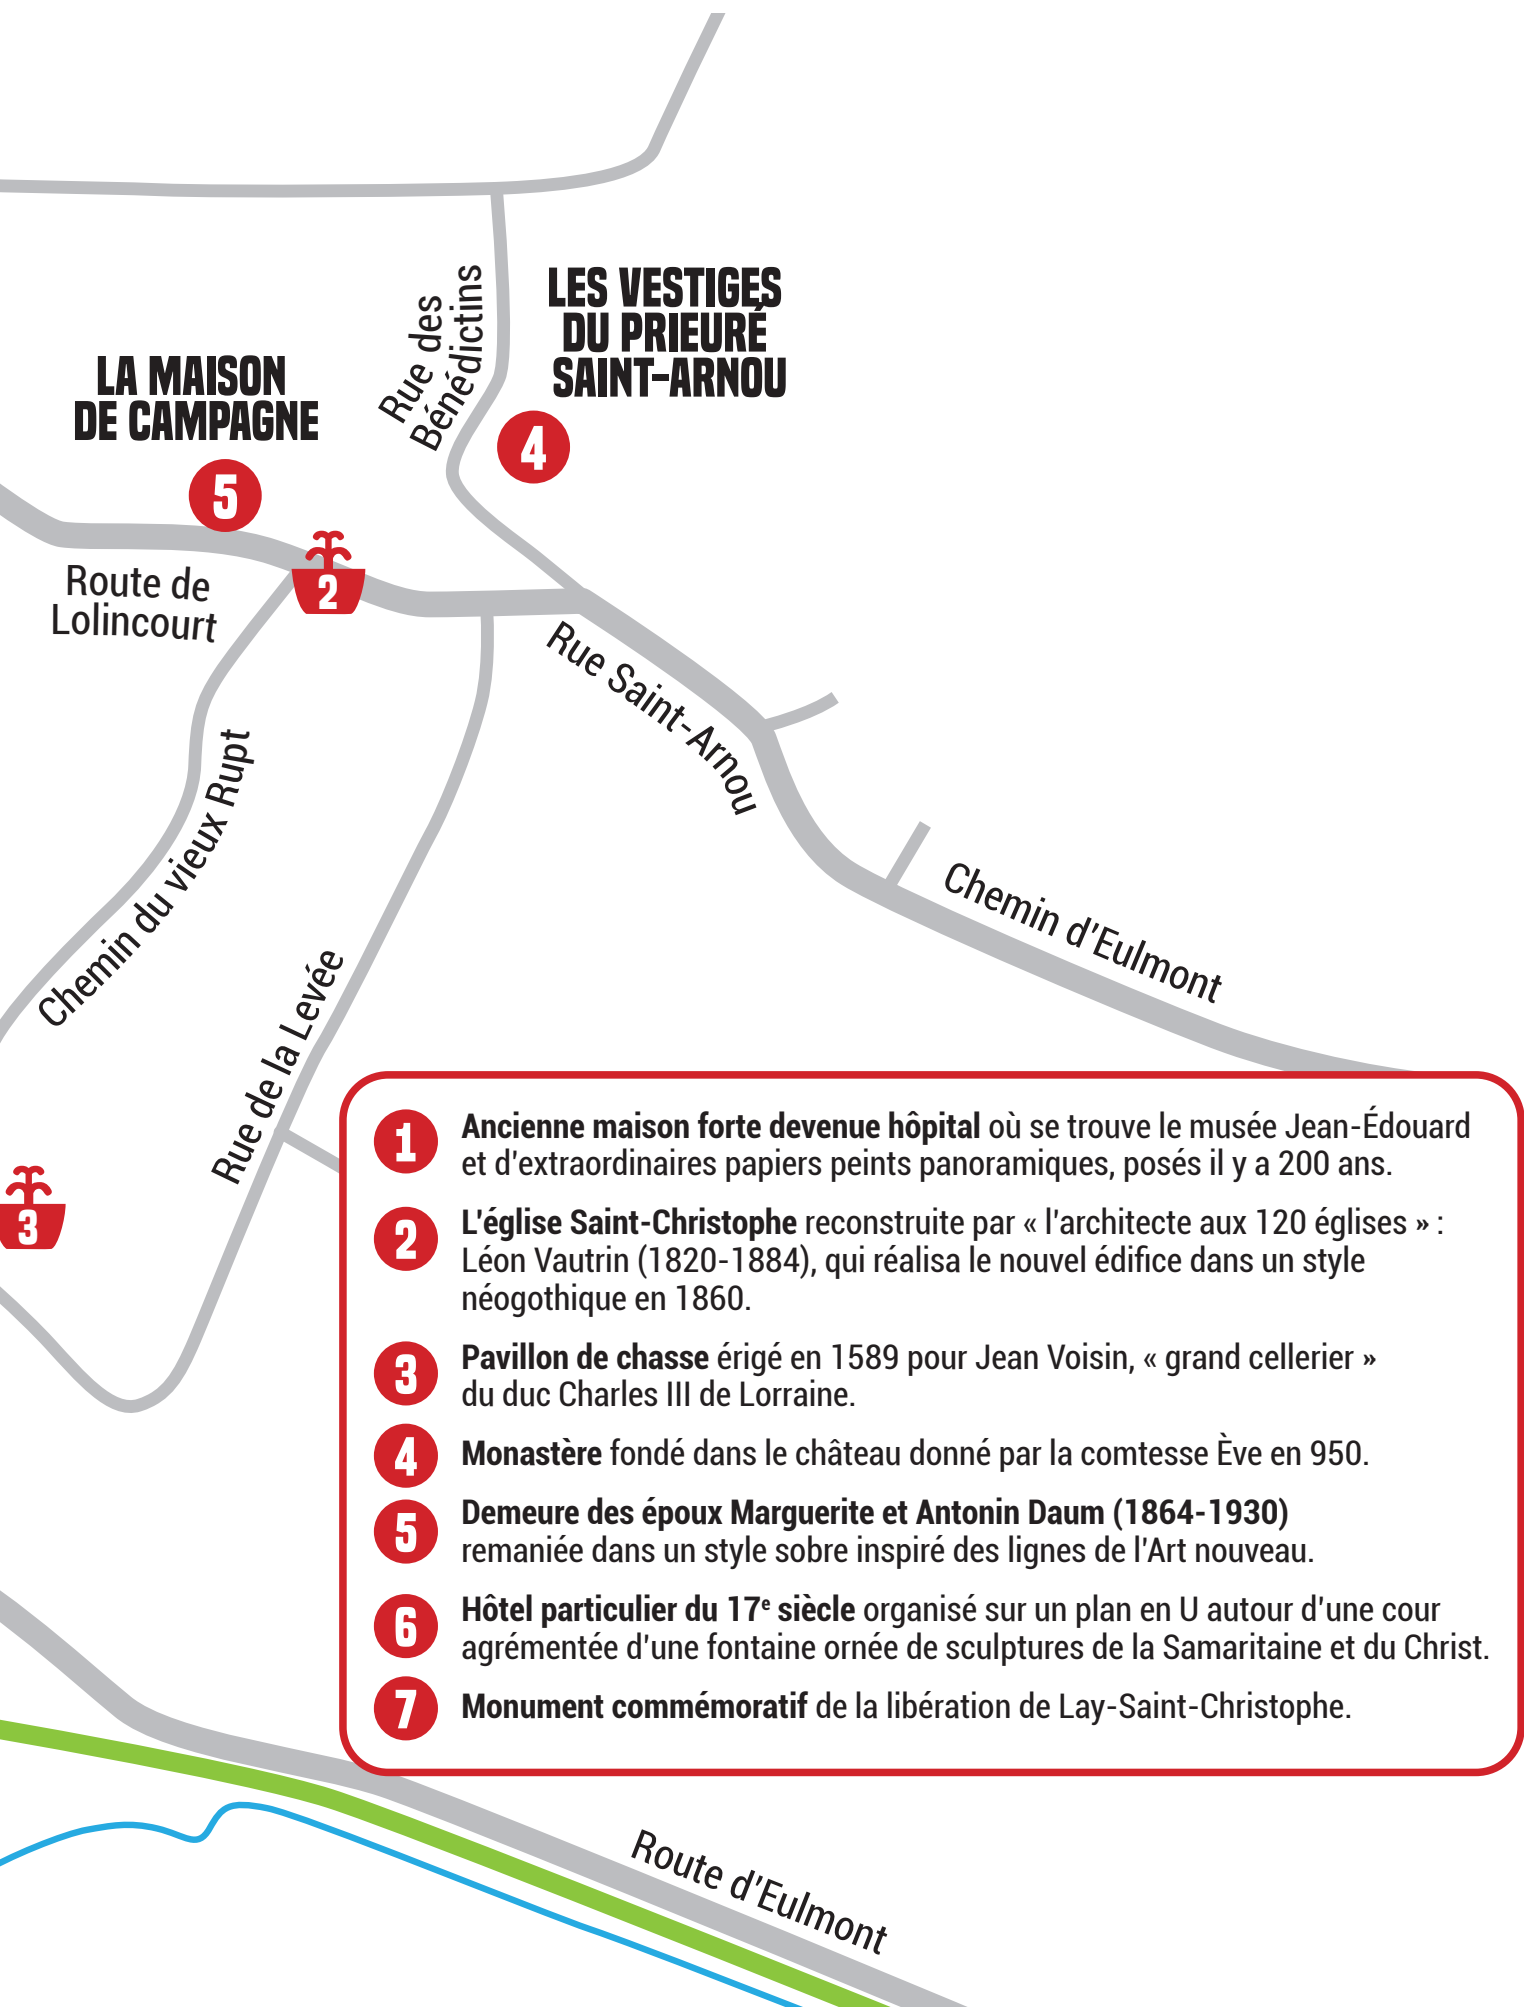 Rue des
Bénédictins
LES VESTIGES
DU PRIEURÉ
SAINT-ARNOU
4
LA MAISON
DE CAMPAGNE
5
2
Route de
Lolincourt
Rue Saint-Arnou
Chemin du vieux Rupt
Chemin d'Eulmont
Rue de la Levée
3
1 Ancienne maison forte devenue hôpital où se trouve le musée Jean-Édouard
et d'extraordinaires papiers peints panoramiques, posés il y a 200 ans.
2 L'église Saint-Christophe reconstruite par « l'architecte aux 120 églises » :
Léon Vautrin (1820-1884), qui réalisa le nouvel édifice dans un style
néogothique en 1860.
3 Pavillon de chasse érigé en 1589 pour Jean Voisin, « grand cellerier »
du duc Charles III de Lorraine.
4 Monastère fondé dans le château donné par la comtesse Ève en 950.
5 Demeure des époux Marguerite et Antonin Daum (1864-1930)
remaniée dans un style sobre inspiré des lignes de l'Art nouveau.
6 Hôtel particulier du 17e siècle organisé sur un plan en U autour d'une cour
agrémentée d'une fontaine ornée de sculptures de la Samaritaine et du Christ.
7 Monument commémoratif de la libération de Lay-Saint-Christophe.
Route d'Eulmont